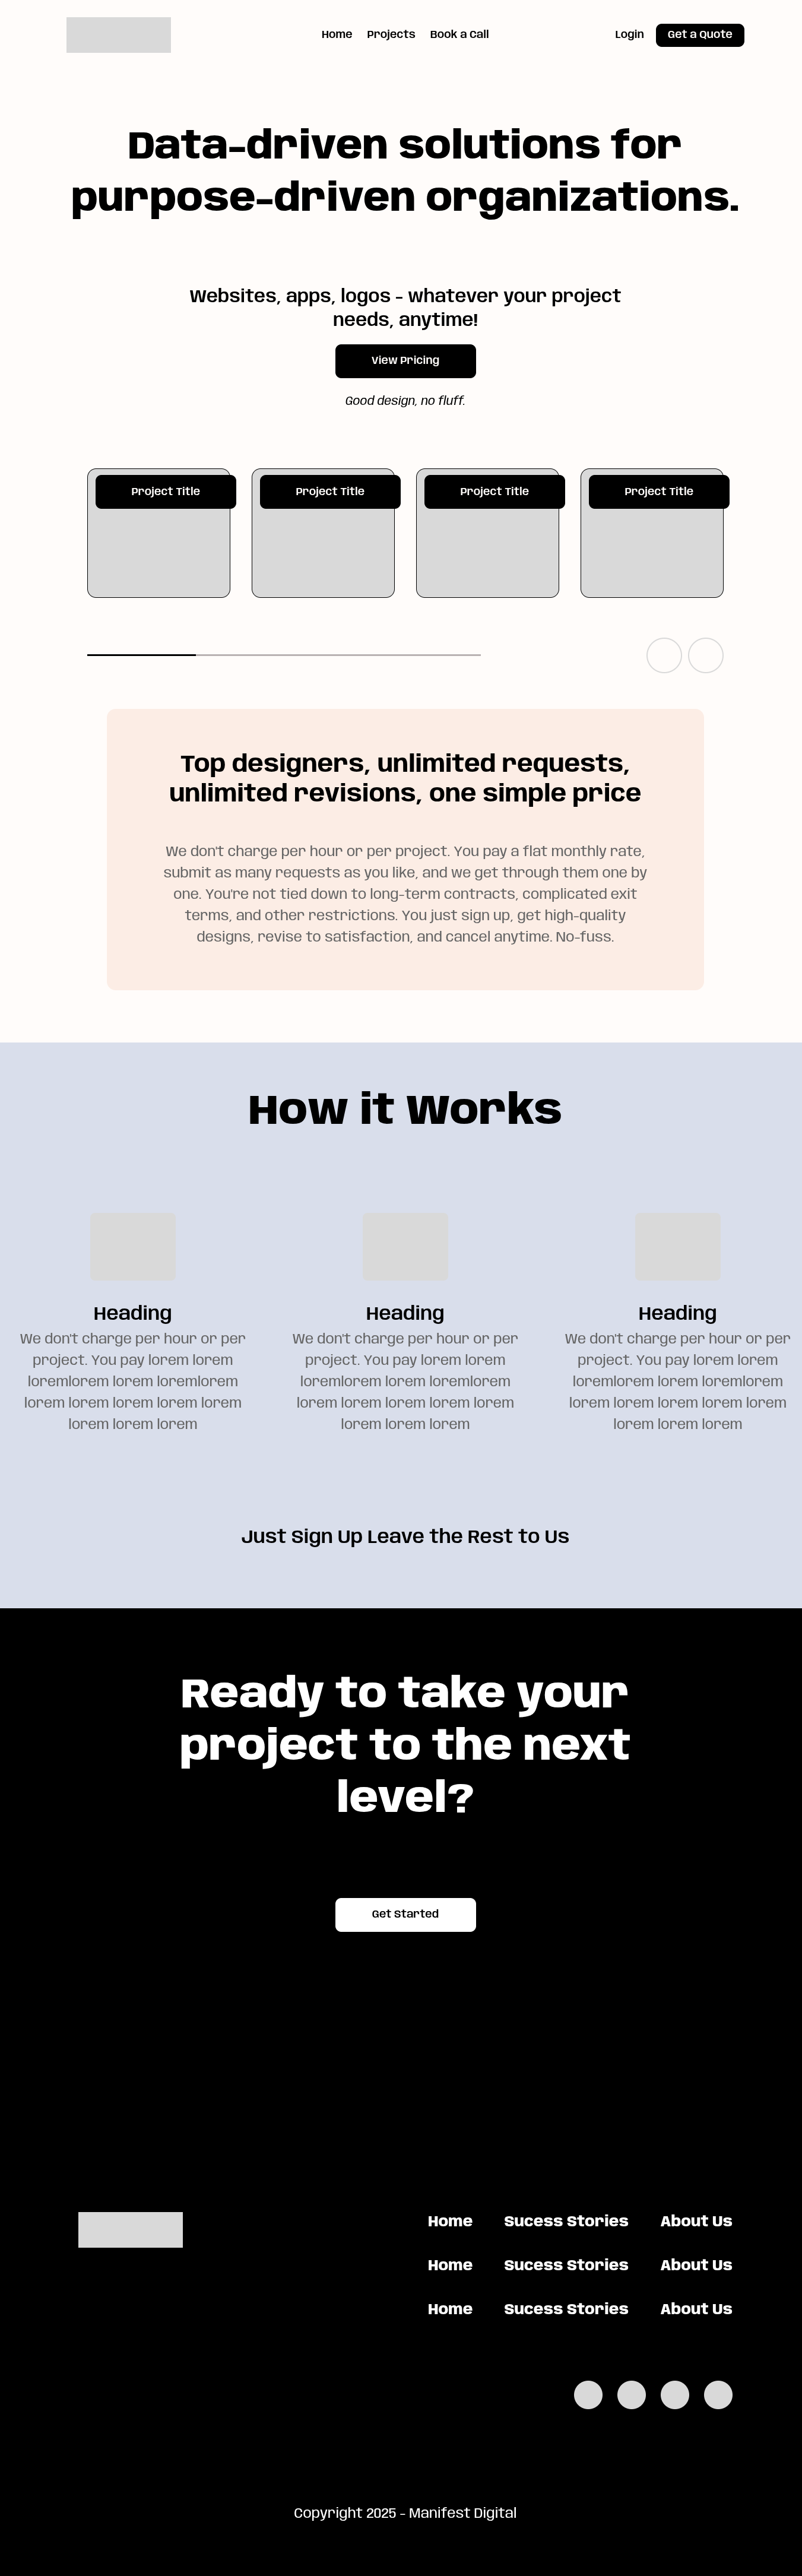 Home Projects Book a Call Login Get a Quote
Data-driven solutions for
purpose-driven organizations.
Websites, apps, logos - whatever your project
needs, anytime!
View Pricing
Good design, no fluff.
Project Title Project Title Project Title Project Title
Top designers, unlimited requests,
unlimited revisions, one simple price
We don't charge per hour or per project. You pay a flat monthly rate,
submit as many requests as you like, and we get through them one by
one. You're not tied down to long-term contracts, complicated exit
terms, and other restrictions. You just sign up, get high-quality
designs, revise to satisfaction, and cancel anytime. No-fuss.
How it Works
Heading
We don't charge per hour or per
project. You pay lorem lorem
loremlorem lorem loremlorem
lorem lorem lorem lorem lorem
lorem lorem lorem
Heading
We don't charge per hour or per
project. You pay lorem lorem
loremlorem lorem loremlorem
lorem lorem lorem lorem lorem
lorem lorem lorem
Heading
We don't charge per hour or per
project. You pay lorem lorem
loremlorem lorem loremlorem
lorem lorem lorem lorem lorem
lorem lorem lorem
Just Sign Up Leave the Rest to Us
Ready to take your
project to the next
level?
Get Started
Home Sucess Stories About Us
Home Sucess Stories About Us
Home Sucess Stories About Us
Copyright 2025 - Manifest Digital